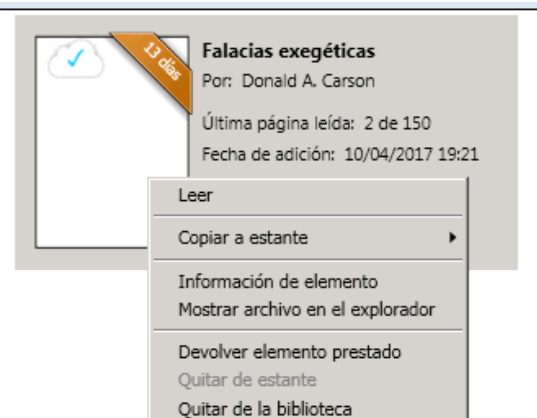 13 días
Falacias exegéticas
Por: Donald A. Carson
Última página leída: 2 de 150
Fecha de adición: 10/04/2017 19:21
Leer
Copiar a estante
Información de elemento
Mostrar archivo en el explorador
Devolver elemento prestado
Quitar de estante
Quitar de la biblioteca